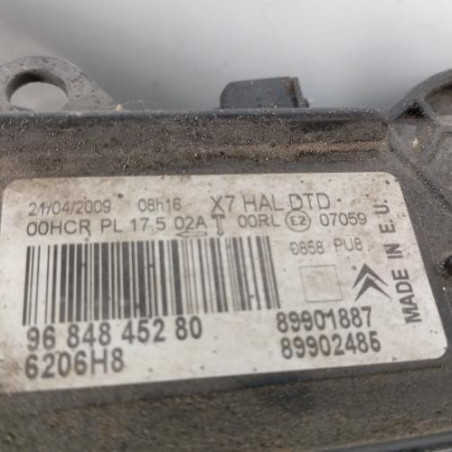 21/04/2009 08h16 X7 HAL DTD
00HCR PL 17.5 02A T 00RL E2 07059
0858 PU8
MADE IN E.U.
96 848 452 80 89901887
6206H8 89902485